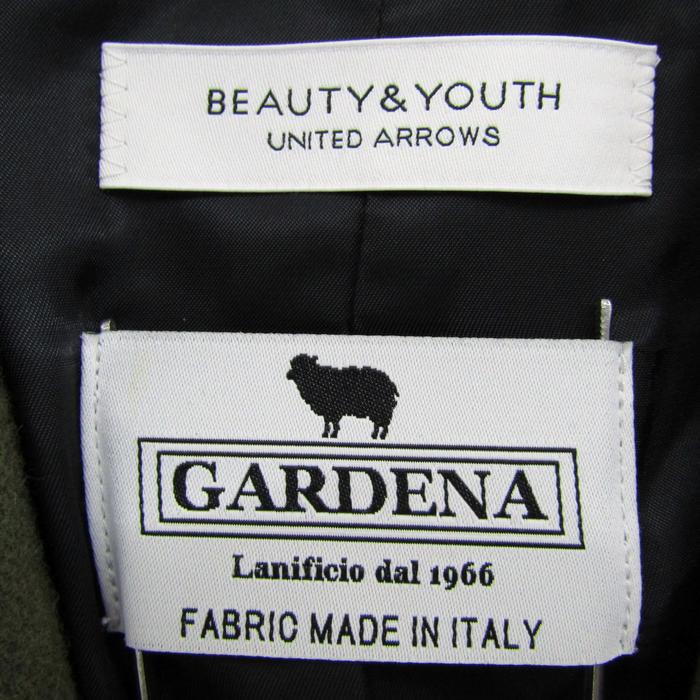 BEAUTY&YOUTH
UNITED ARROWS
GARDENA
Lanificio dal 1966
FABRIC MADE IN ITALY